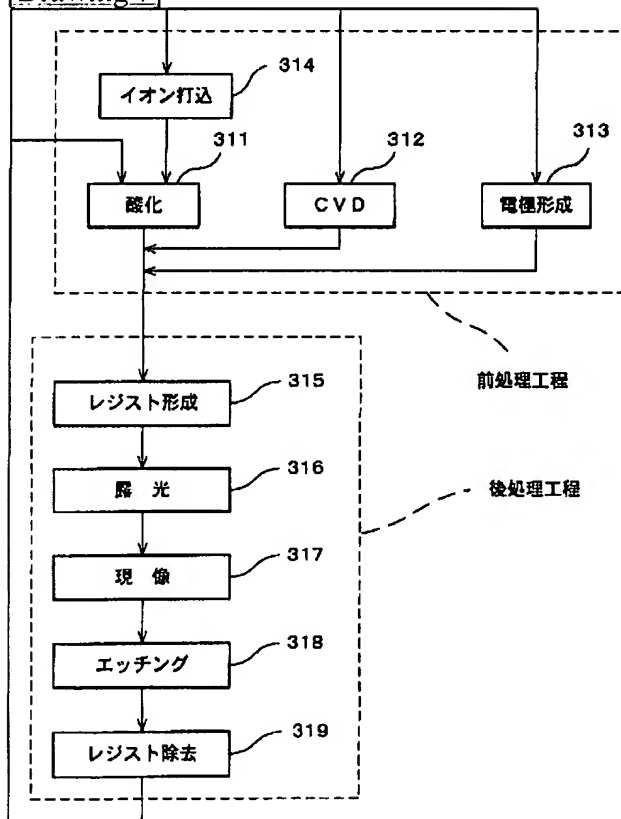 314
イオン打込
311
312
313
酸化
CVD
電極形成
前処理工程
315
レジスト形成
316
露 光
後処理工程
317
現 像
318
エッチング
319
レジスト除去